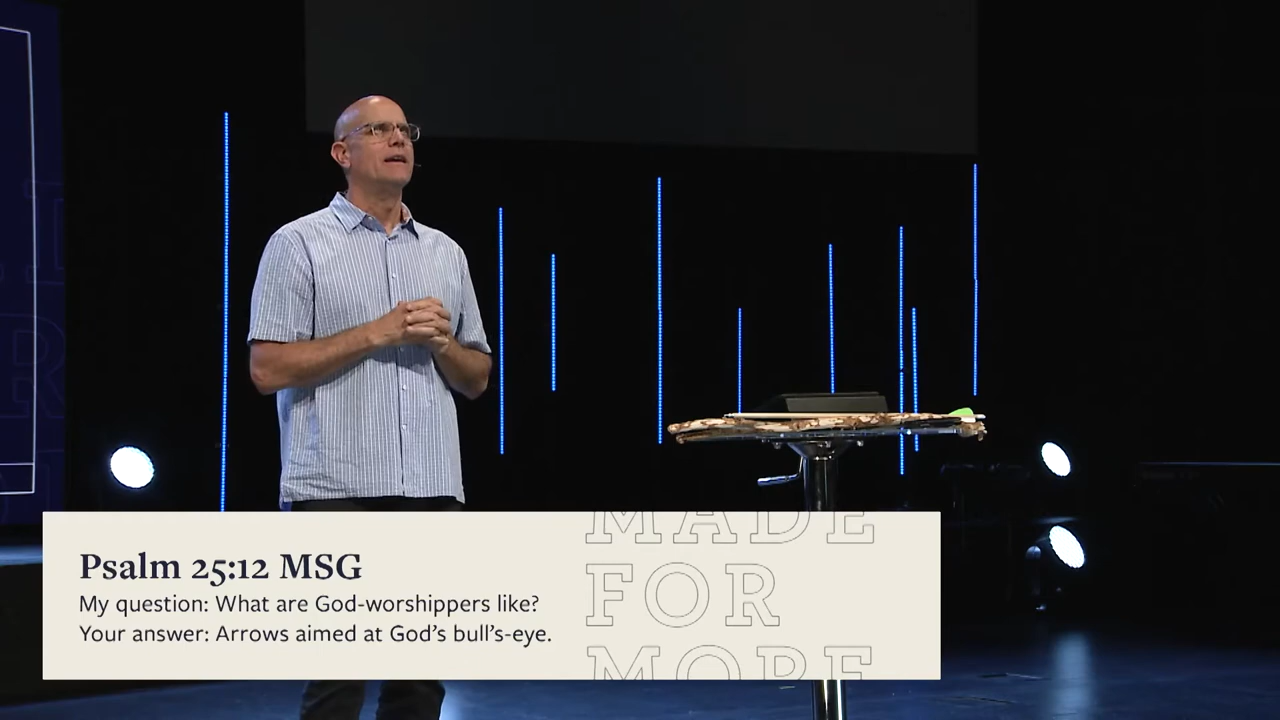 Psalm 25:12 MSG
My question: What are God-worshippers like?
Your answer: Arrows aimed at God's bull's-eye.
MADE
FOR
MORE